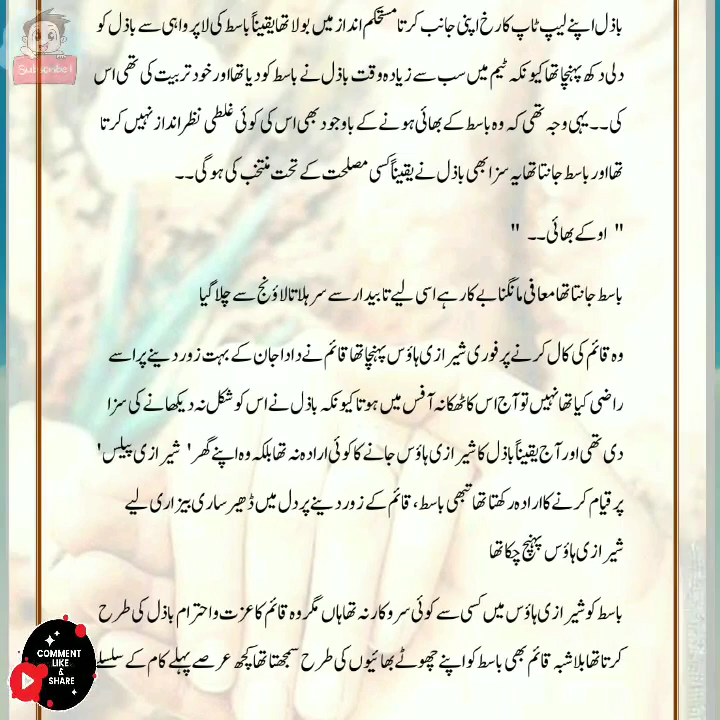 باذل اپنے لیپ ٹاپ کا رخ اپنی جانب کرتا مستحکم انداز میں بولا تھا یقیناً باسط کی لاپرواہی سے باذل کو
دلی دکھ پہنچا تھا کیونکہ ٹیم میں سب سے زیادہ وقت باذل نے باسط کو دیا تھا اور خود تربیت کی تھی اس
کی۔۔ یہی وجہ تھی کہ وہ باسط کے بھائی ہونے کے باوجود بھی اس کی کوئی غلطی نظر انداز نہیں کرتا
تھا اور باسط جانتا تھا یہ سزا بھی باذل نے یقیناً کسی مصلحت کے تحت منتخب کی ہو گی۔۔
" اوکے بھائی۔۔ "
باسط جانتا تھا معافی مانگنا بے کار ہے اسی لیے تابیدار سے سر ہلاتا لاؤنج سے چلا گیا
وہ قائم کی کال کرنے پر فوری شیرازی ہاؤس پہنچا تھا قائم نے دادا جان کے بہت زور دینے پر اسے
راضی کیا تھا نہیں تو آج اس کا ٹھکانہ آفس میں ہوتا کیونکہ باذل نے اس کو شکل نہ دیکھانے کی سزا
دی تھی اور آج یقیناً باذل کا شیرازی ہاؤس جانے کا کوئی ارادہ نہ تھا بلکہ وہ اپنے گھر ' شیرازی پیلس'
پر قیام کرنے کا ارادہ رکھتا تھا تبھی باسط، قائم کے زور دینے پر دل میں ڈھیر ساری بیزاری لیے
شیرازی ہاؤس پہنچ چکا تھا
باسط کو شیرازی ہاؤس میں کسی سے کوئی سروکار نہ تھا ہاں مگر وہ قائم کا عزت و احترام باذل کی طرح
کرتا تھا بلاشبہ قائم بھی باسط کو اپنے چھوٹے بھائیوں کی طرح سمجھتا تھا کچھ عرصے پہلے کام کے سلسلے
Subscribe!
COMMENT
LIKE
&
SHARE